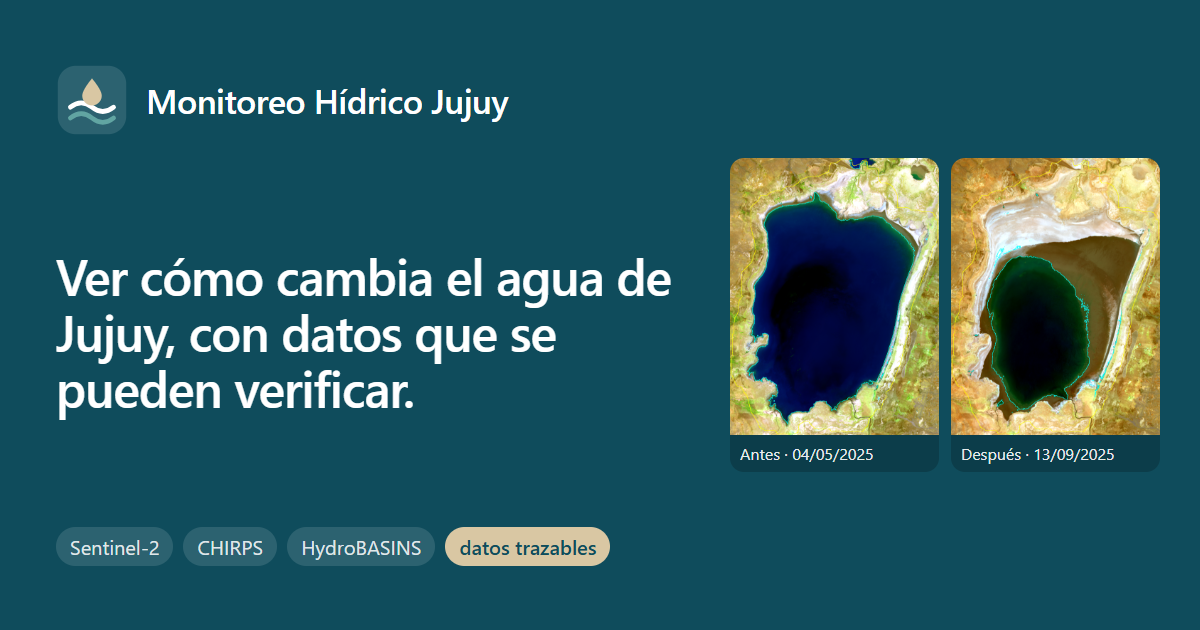 Monitoreo Hídrico Jujuy
Ver cómo cambia el agua de
Jujuy, con datos que se
pueden verificar.
Antes · 04/05/2025
Después · 13/09/2025
Sentinel-2
CHIRPS
HydroBASINS
datos trazables